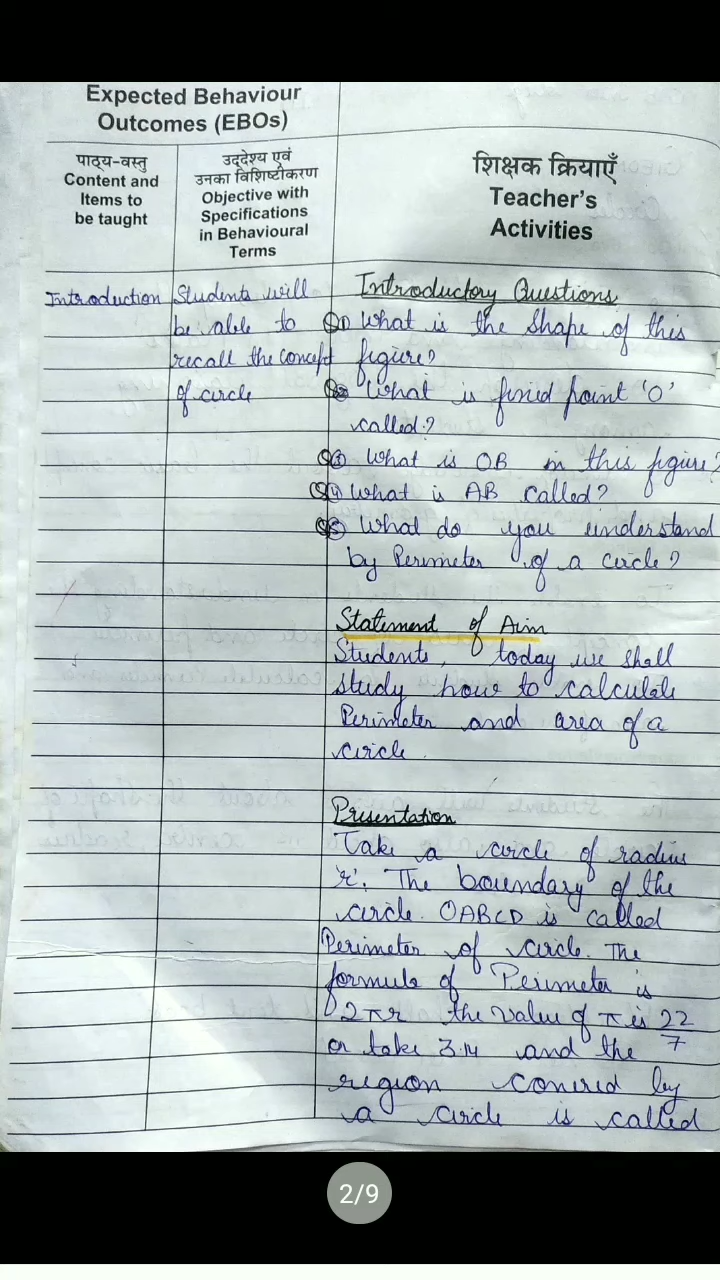 Expected Behaviour
Outcomes (EBOs)
पाठ्य-वस्तु
Content and
Items to
be taught
उद्देश्य एवं
उनका विशिष्टीकरण
Objective with
Specifications
in Behavioural
Terms
शिक्षक क्रियाएँ
Teacher's
Activities
Introduction
Students will
be able to
recall the concept
of circle
Introductory Questions
Q1 What is the shape of this
figure?
Q2 What is fixed point 'O'
called?
Q3 What is OB in this figure?
Q4 What is AB called?
Q5 What do you understand
by Perimeter of a circle?
Statement of Aim
Students, today we shall
study how to calculate
Perimeter and area of a
circle.
Presentation
Take a circle of radius
'r'. The boundary of the
circle. OABCD is called
Perimeter of circle. The
formula of Perimeter is
2πr the value of π is 22/7
or take 3.14 and the
region covered by
a circle is called
2/9